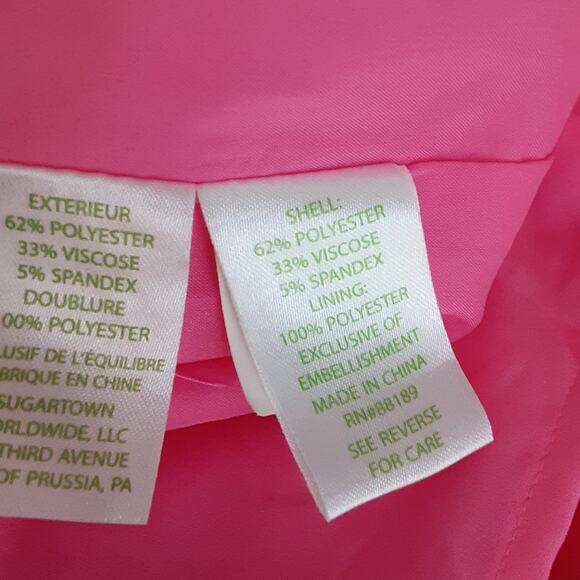 EXTERIEUR
62% POLYESTER
33% VISCOSE
5% SPANDEX
DOUBLURE
00% POLYESTER
LUSIF DE L'ÉQUILIBRE
BRIQUE EN CHINE
SUGARTOWN
ORLDWIDE, LLC
THIRD AVENUE
OF PRUSSIA, PA
SHELL:
62% POLYESTER
33% VISCOSE
5% SPANDEX
LINING:
100% POLYESTER
EXCLUSIVE OF
EMBELLISHMENT
MADE IN CHINA
RN#88189
SEE REVERSE
FOR CARE